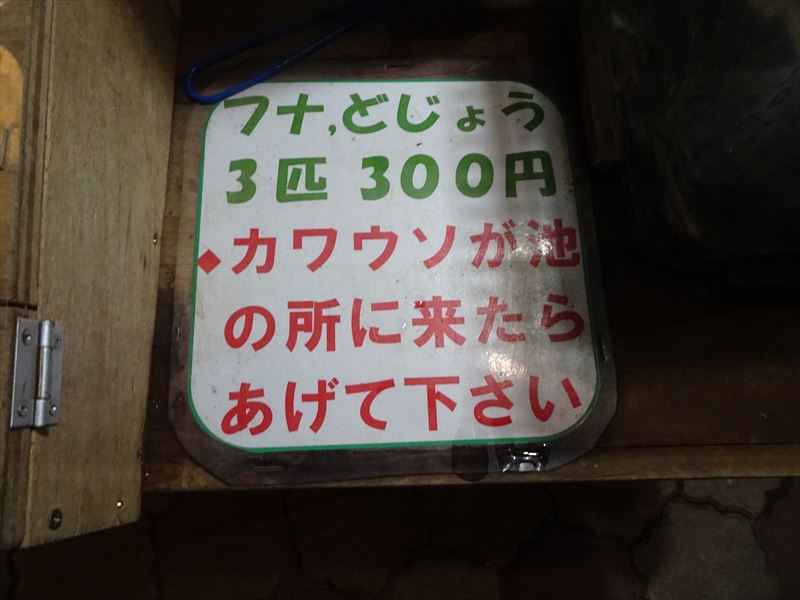 フナ,どじょう
3匹 300円
◆カワウソが池
の所に来たら
あげて下さい